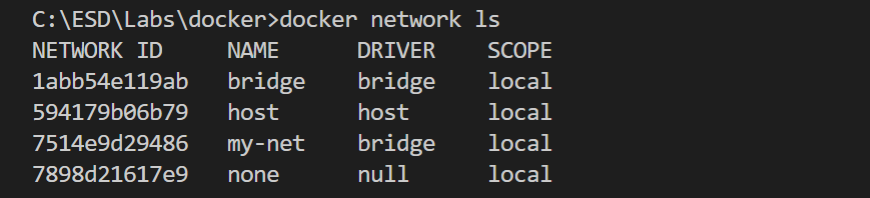 C:\ESD\Labs\docker>docker network ls
NETWORK ID     NAME      DRIVER    SCOPE
1abb54e119ab   bridge    bridge    local
594179b06b79   host      host      local
7514e9d29486   my-net    bridge    local
7898d21617e9   none      null      local